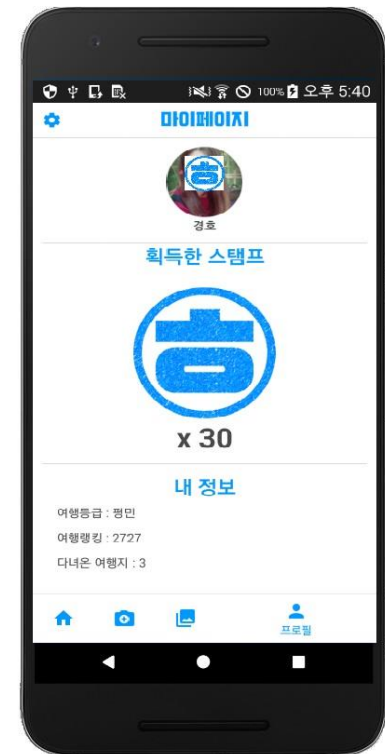 100% 오후 5:40
마이페이지
흠
경호
획득한 스탬프
흠
x 30
내 정보
여행등급 : 평민
여행랭킹 : 2727
다녀온 여행지 : 3
프로필